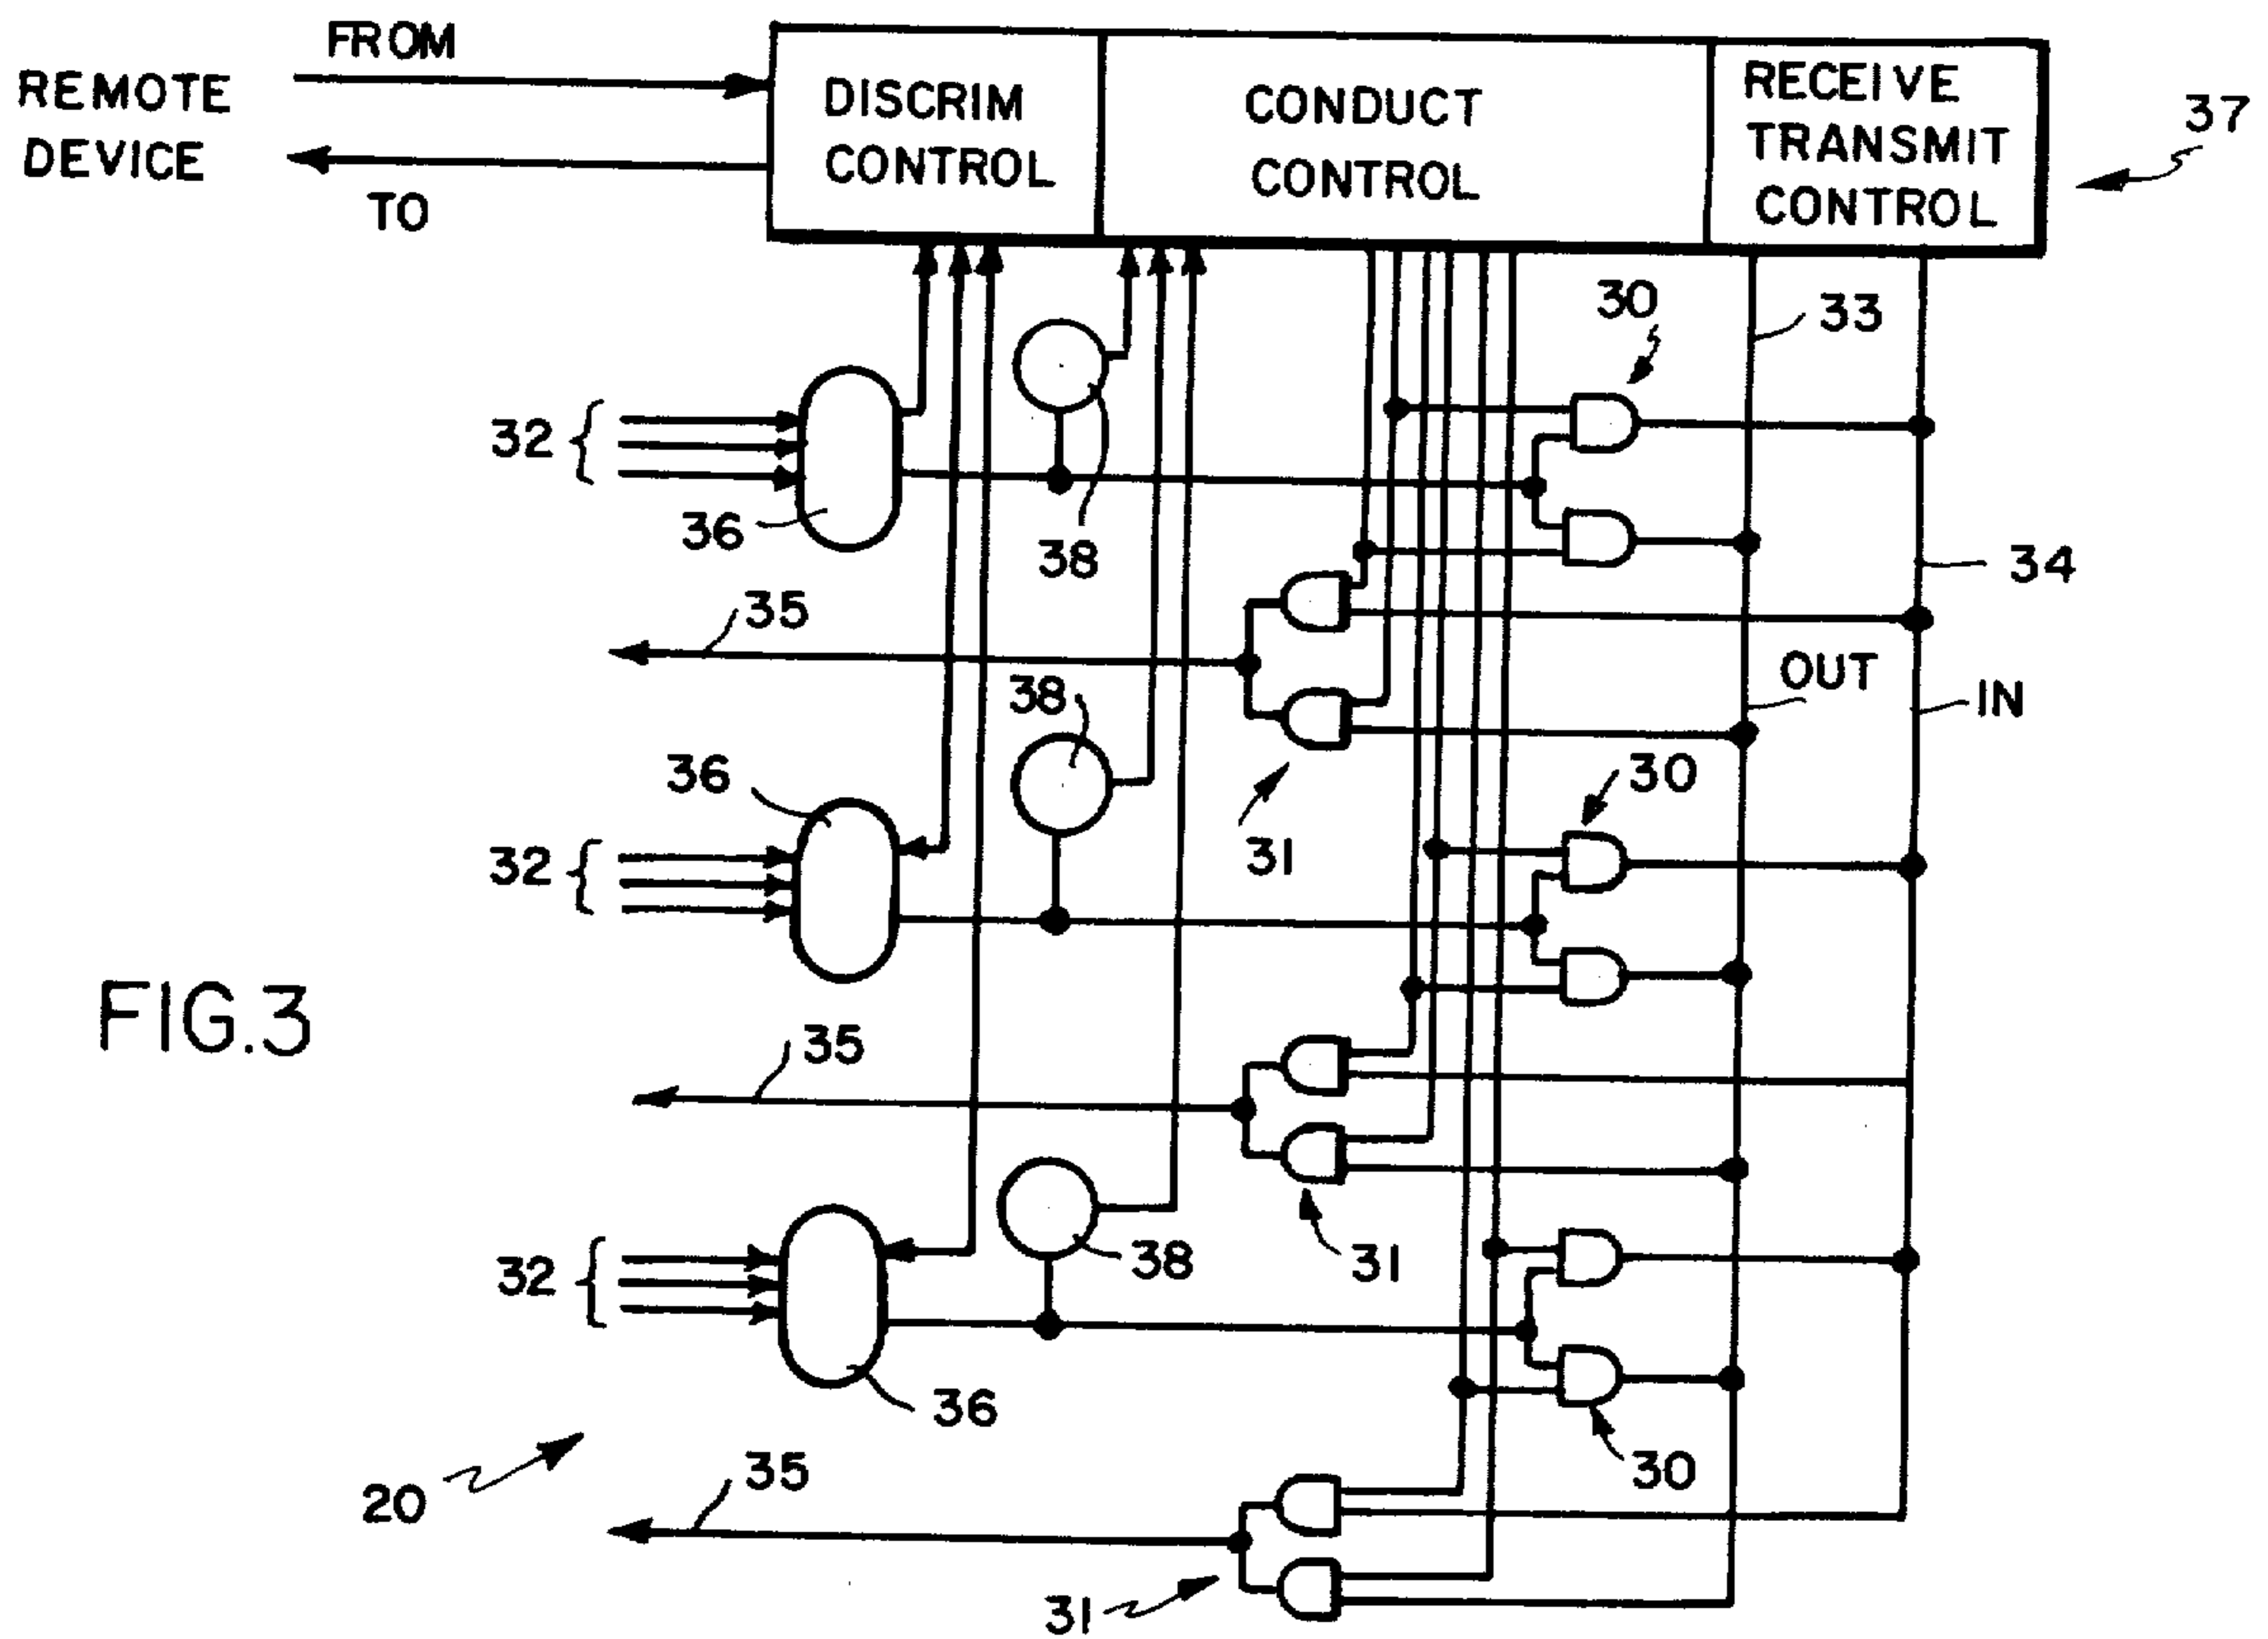 FROM
REMOTE
DEVICE
TO
DISCRIM
CONTROL
CONDUCT
CONTROL
RECEIVE
TRANSMIT
CONTROL
37
30
33
32
36
38
34
35
OUT
IN
38
36
30
31
32
FIG.3
35
31
38
32
36
30
20
35
31